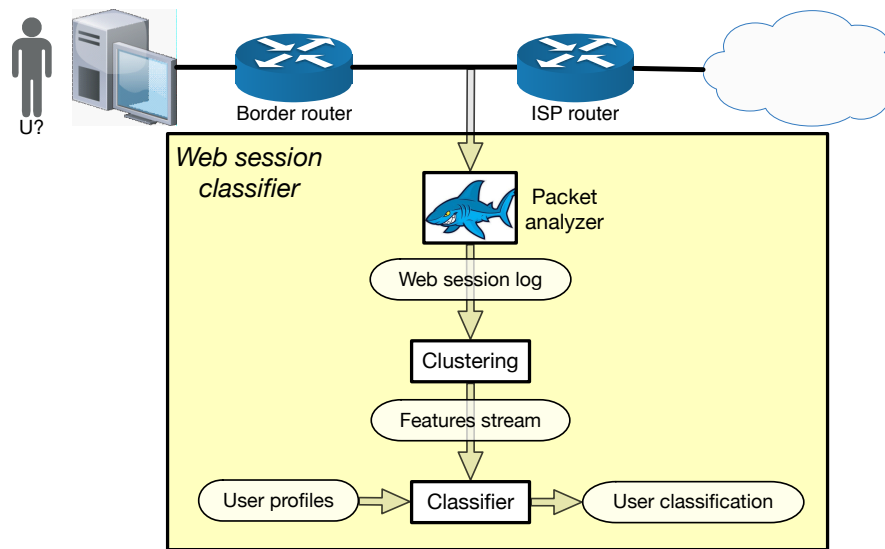 U?
Border router
ISP router
Web session
classifier
Packet
analyzer
Web session log
Clustering
Features stream
User profiles
Classifier
User classification